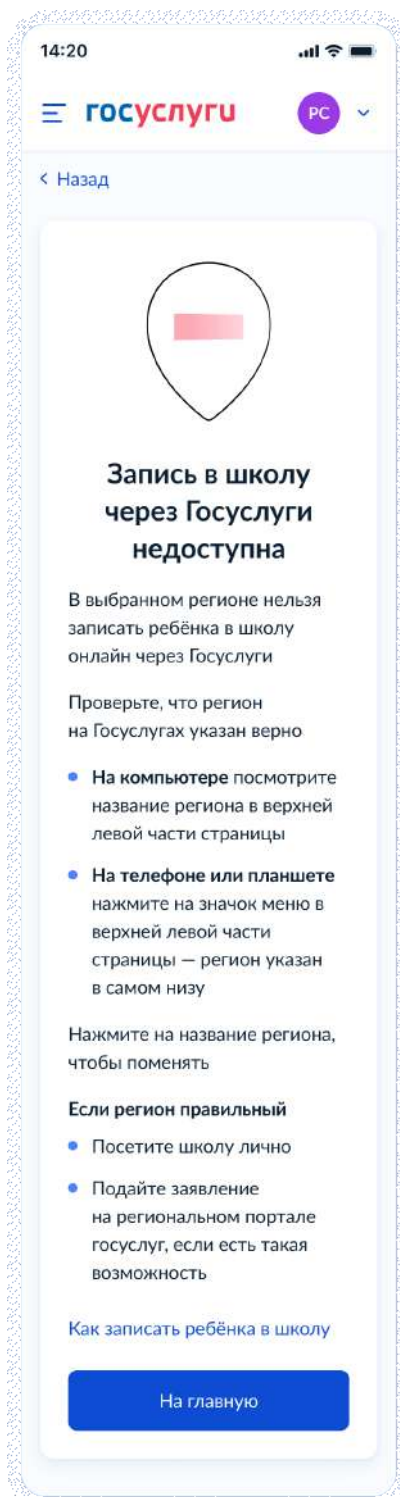 14:20
госуслуги
РС
Назад
Запись в школу
через Госуслуги
недоступна
В выбранном регионе нельзя
записать ребёнка в школу
онлайн через Госуслуги
Проверьте, что регион
на Госуслугах указан верно
На компьютере посмотрите
название региона в верхней
левой части страницы
На телефоне или планшете
нажмите на значок меню в
верхней левой части
страницы — регион указан
в самом низу
Нажмите на название региона,
чтобы поменять
Если регион правильный
Посетите школу лично
Подайте заявление
на региональном портале
госуслуг, если есть такая
возможность
Как записать ребёнка в школу
На главную